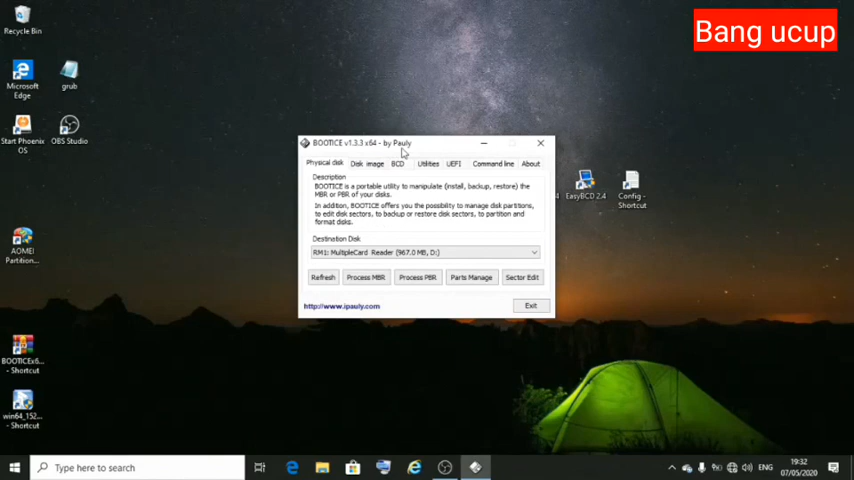 Bang ucup
Recycle Bin
Microsoft
Edge
grub
Start Phoenix
OS
OBS Studio
AOMEI
Partition...
BOOTICEx6...
- Shortcut
win64_152...
- Shortcut
BOOTICE v1.3.3 x64 - by Pauly
Physical disk Disk image BCD Utilities UEFI Command line About
Description
BOOTICE is a portable utility to manipulate (install, backup, restore) the
MBR or PBR of your disks.
In addition, BOOTICE offers you the possibility to manage disk partitions,
to edit disk sectors, to backup or restore disk sectors, to partition and
format disks.
Destination Disk
RM1: MultipleCard Reader (967.0 MB, D:)
Refresh Process MBR Process PBR Parts Manage Sector Edit
http://www.ipauly.com
Exit
4
EasyBCD 2.4
Config -
Shortcut
Type here to search
ENG
19:32
07/05/2020